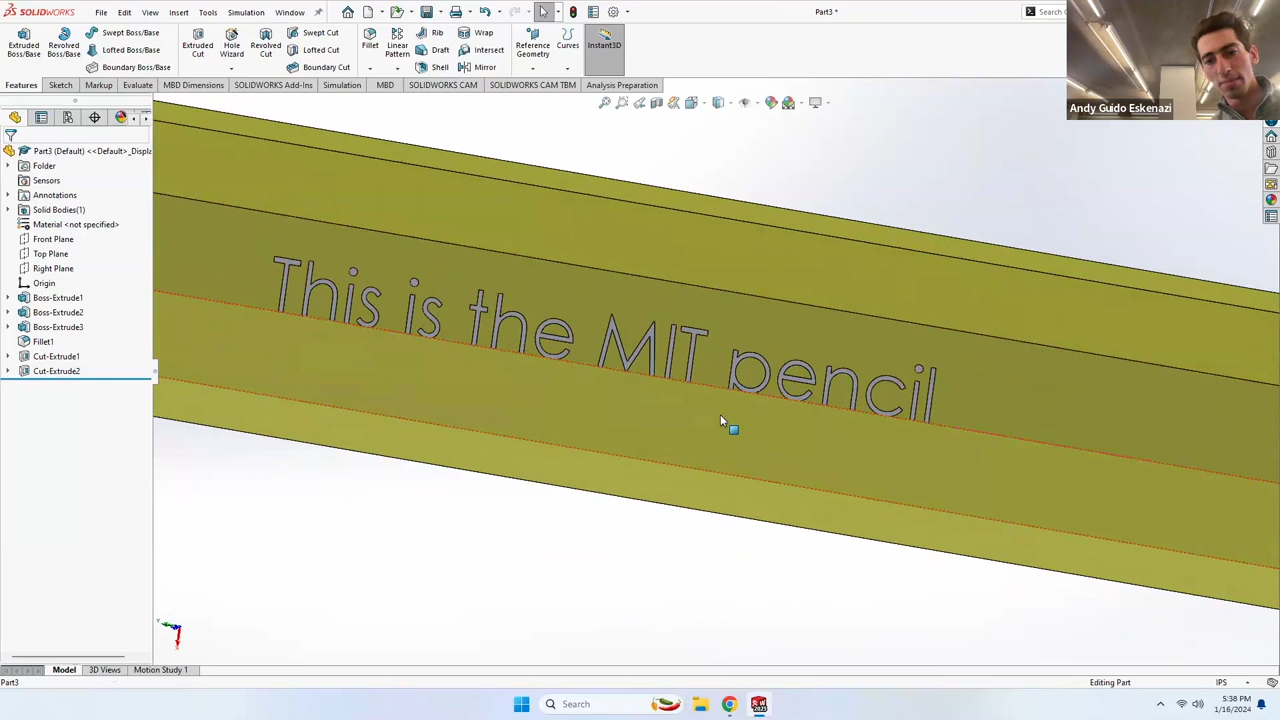 SOLIDWORKS File Edit View Insert Tools Simulation Window Part3 * Search
Extruded Boss/Base Revolved Boss/Base Swept Boss/Base Lofted Boss/Base Boundary Boss/Base Extruded Cut Hole Wizard Revolved Cut Swept Cut Lofted Cut Boundary Cut Fillet Linear Pattern Rib Draft Shell Wrap Intersect Mirror Reference Geometry Curves Instant3D
Features Sketch Markup Evaluate MBD Dimensions SOLIDWORKS Add-Ins Simulation MBD SOLIDWORKS CAM SOLIDWORKS CAM TBM Analysis Preparation
Andy Guido Eskenazi
Part3 (Default) <<Default>_Displa
Folder
Sensors
Annotations
Solid Bodies(1)
Material <not specified>
Front Plane
Top Plane
Right Plane
Origin
Boss-Extrude1
Boss-Extrude2
Boss-Extrude3
Fillet1
Cut-Extrude1
Cut-Extrude2
This is the MIT pencil
Model 3D Views Motion Study 1
Part3 Editing Part IPS
Search 5:38 PM
1/16/2024